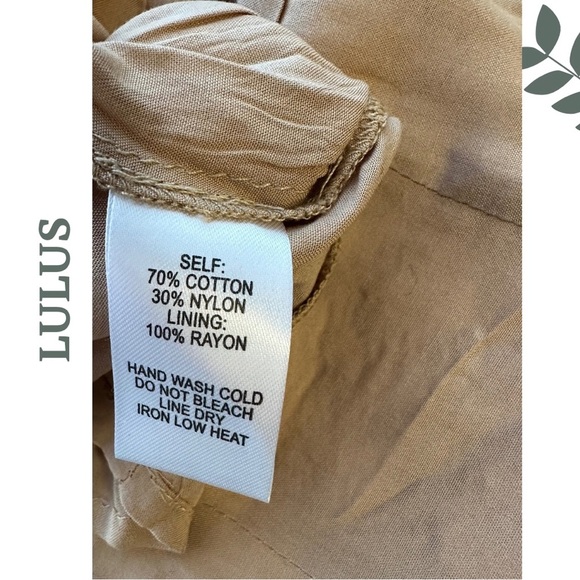 LULUS
SELF:
70% COTTON
30% NYLON
LINING:
100% RAYON
HAND WASH COLD
DO NOT BLEACH
LINE DRY
IRON LOW HEAT